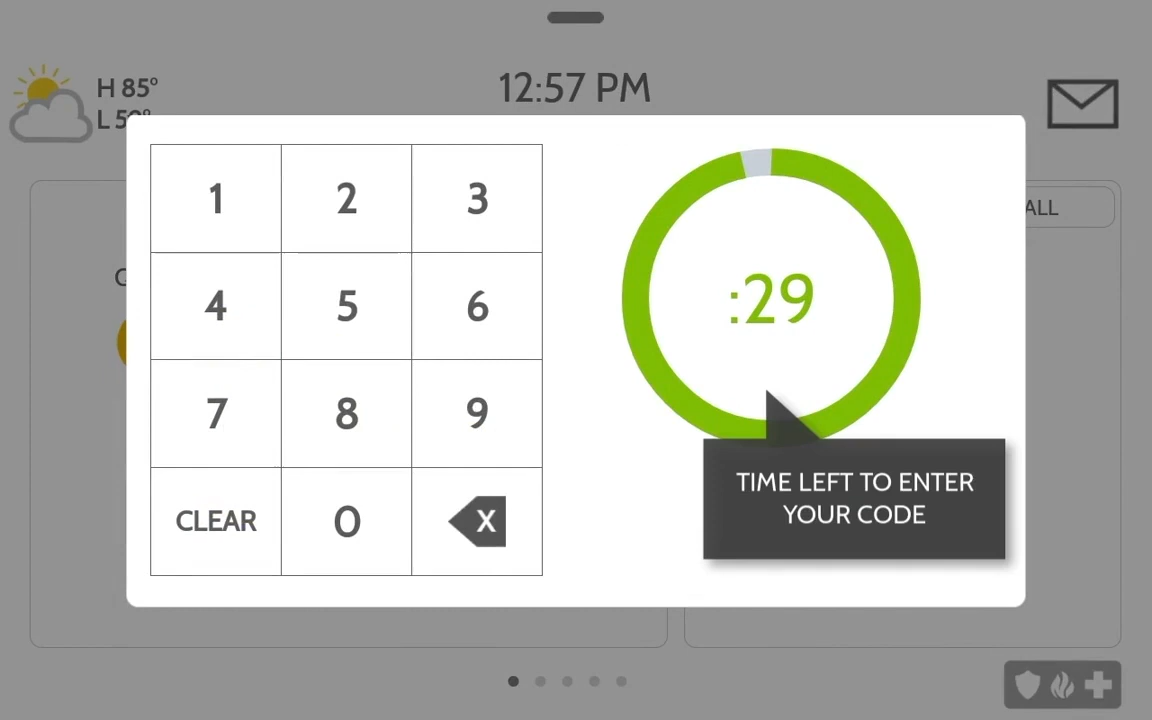 12:57 PM
H 85°
L 5
ALL
1 2 3
4 5 6
7 8 9
CLEAR 0 X
:29
TIME LEFT TO ENTER
YOUR CODE